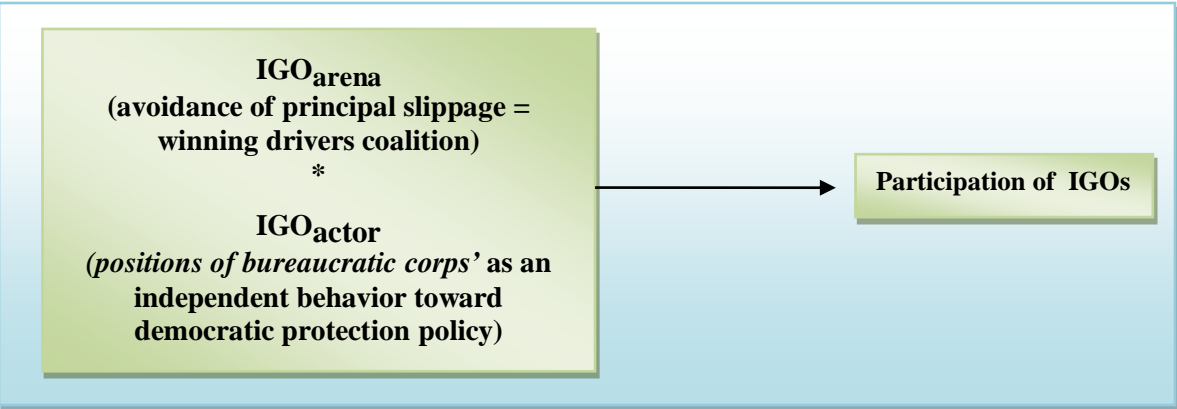 IGOarena
(avoidance of principal slippage =
winning drivers coalition)
*
IGOactor
(positions of bureaucratic corps’ as an
independent behavior toward
democratic protection policy)
Participation of IGOs